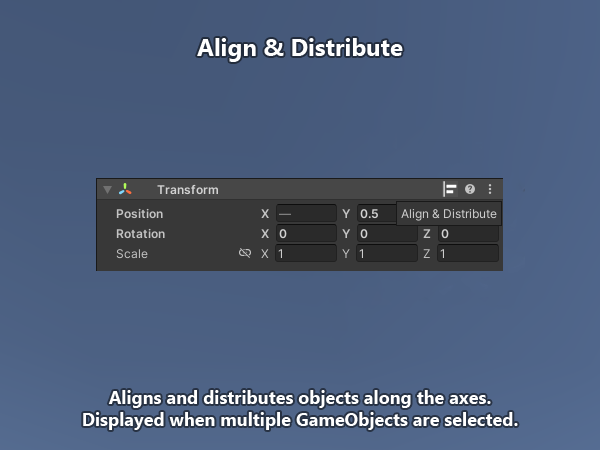 Align & Distribute
Transform
Position X — Y 0.5 Align & Distribute
Rotation X 0 Y 0 Z 0
Scale X 1 Y 1 Z 1
Aligns and distributes objects along the axes.
Displayed when multiple GameObjects are selected.